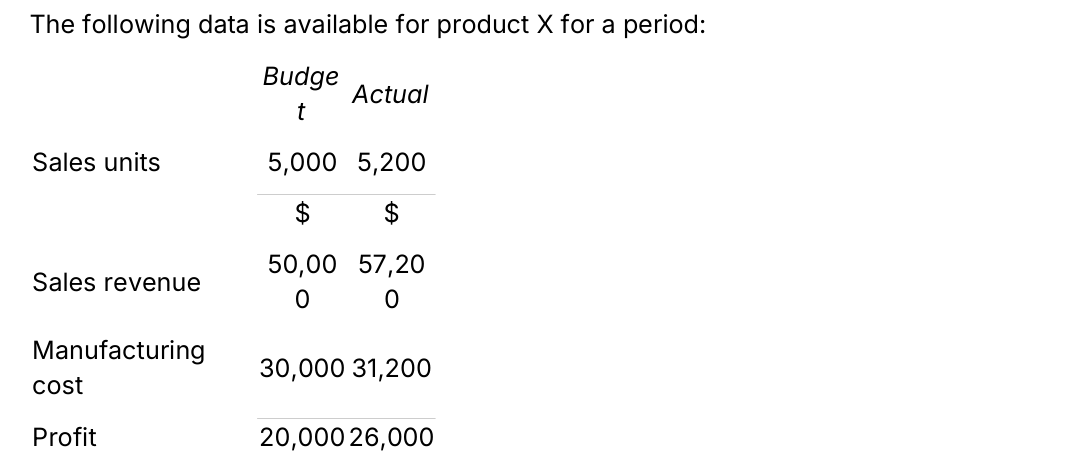 The following data is available for product X for a period:
Budge
t
Actual
Sales units 5,000 5,200
$ $
Sales revenue 50,00
0 57,20
0
Manufacturing
cost 30,000 31,200
Profit 20,000 26,000